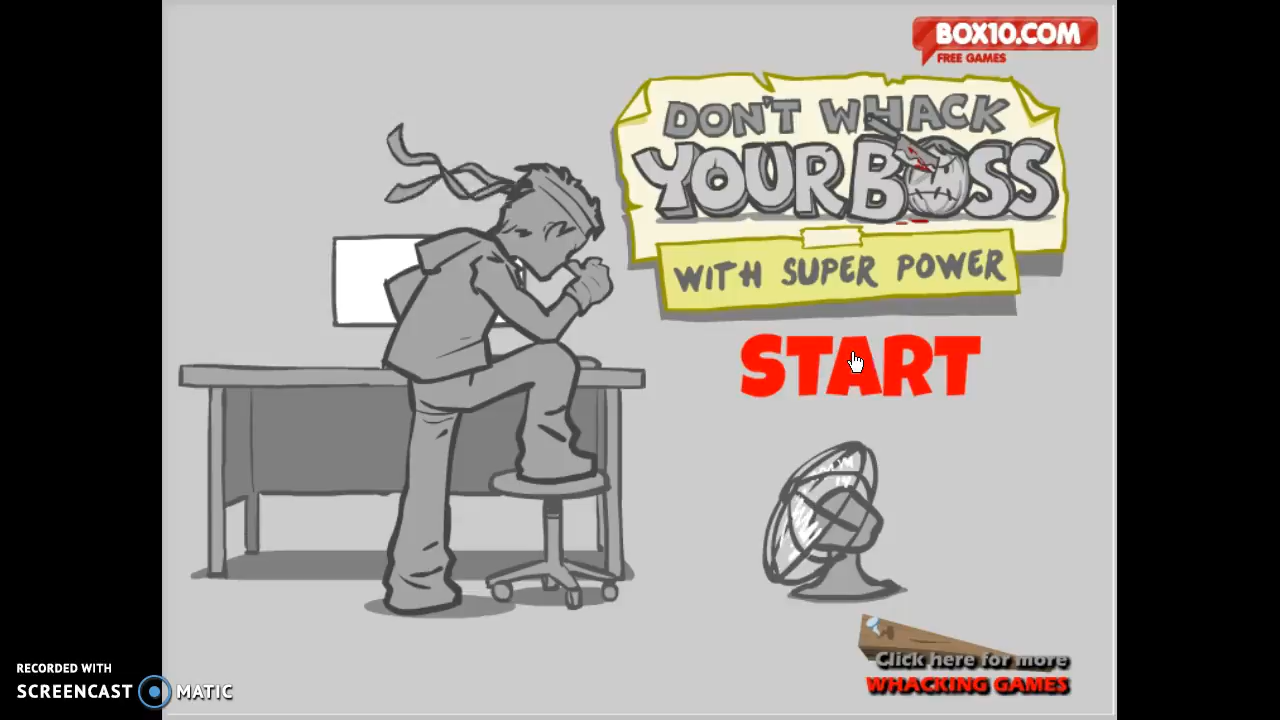 BOX10.COM
FREE GAMES
DON'T WHACK
YOUR BOSS
WITH SUPER POWER
START
Click here for more
WHACKING GAMES
RECORDED WITH
SCREENCAST MATIC